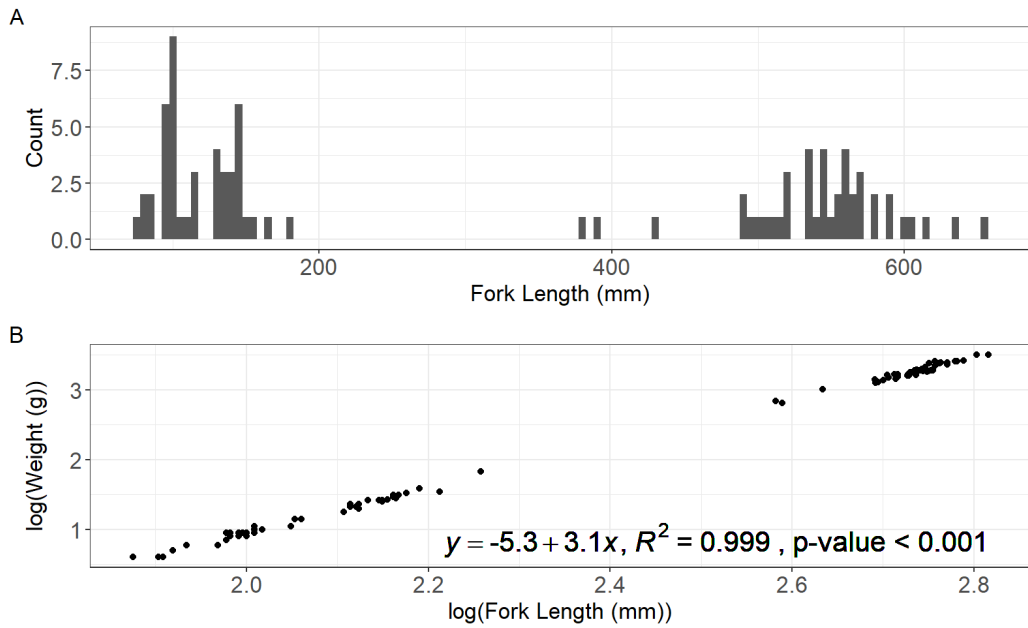 A
7.5
5.0
2.5
0.0
Count
200 400 600
Fork Length (mm)
B
3
2
1
log(Weight (g))
y = -5.3 + 3.1x, R² = 0.999 , p-value < 0.001
2.0 2.2 2.4 2.6 2.8
log(Fork Length (mm))